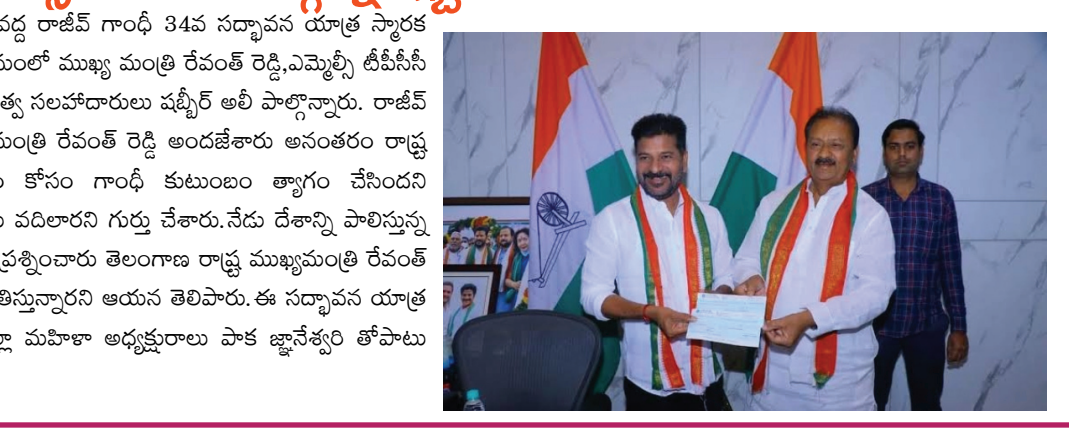 వద్ద రాజీవ్ గాంధీ 34వ సద్భావన యాత్ర స్మారక
ముఖ్య మంత్రి రేవంత్ రెడ్డి,ఎమ్మెల్సీ టీపీసీసీ
సలహాదారులు షబ్బీర్ అలీ పాల్గొన్నారు. రాజీవ్
రేవంత్ రెడ్డి అందజేశారు అనంతరం రాష్ట్ర
కోసం గాంధీ కుటుంబం త్యాగం చేసిందని
వదిలారని గుర్తు చేశారు.నేడు దేశాన్ని పాలిస్తున్న
ప్రశ్నించారు తెలంగాణ రాష్ట్ర ముఖ్యమంత్రి రేవంత్
ఆయన తెలిపారు.ఈ సద్భావన యాత్ర
మహిళా అధ్యక్షురాలు పాక జ్ఞానేశ్వరి తోపాటు